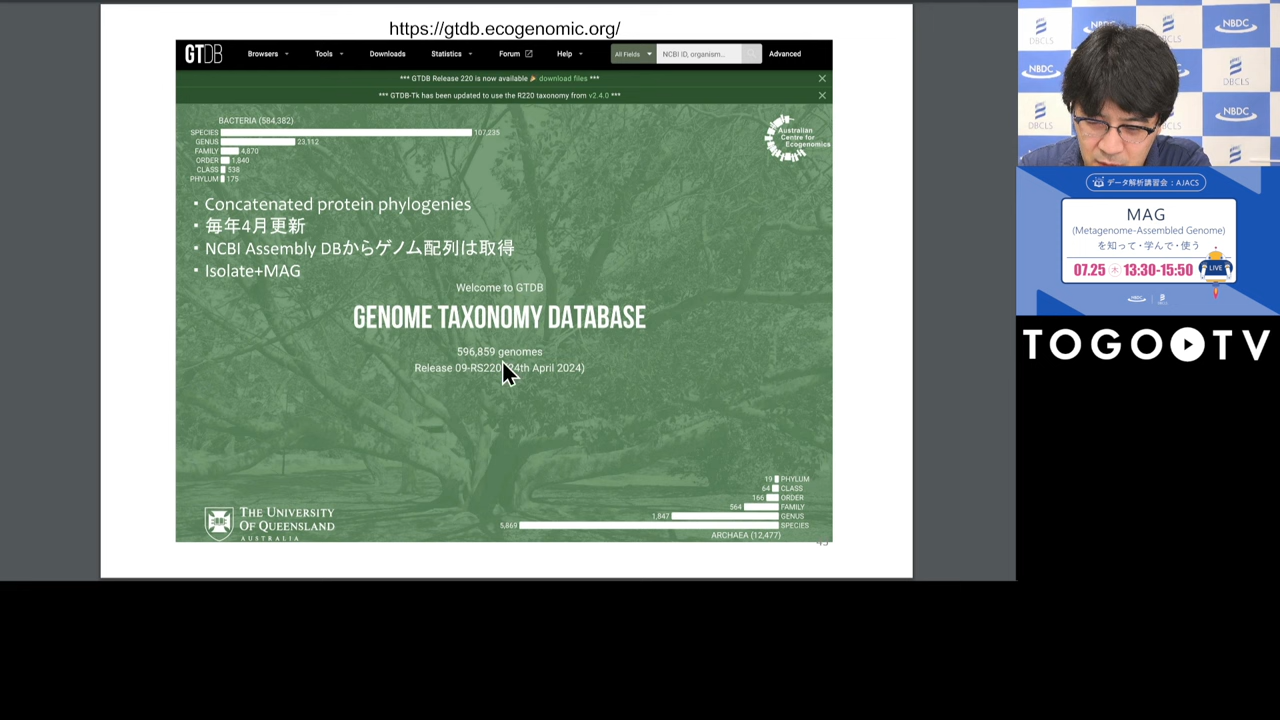 https://gtdb.ecogenomic.org/
GTDB
Browsers
Tools
Downloads
Statistics
Forum
Help
All Fields
NCBI ID, organism...
Advanced
*** GTDB Release 220 is now available 🎉 download files ***
*** GTDB-Tk has been updated to use the R220 taxonomy from v2.4.0 ***
BACTERIA (584,382)
SPECIES 107,235
GENUS 23,112
FAMILY 4,870
ORDER 1,840
CLASS 538
PHYLUM 175
Australian
Centre for
Ecogenomics
・Concatenated protein phylogenies
・毎年4月更新
・NCBI Assembly DBからゲノム配列は取得
・Isolate+MAG
Welcome to GTDB
GENOME TAXONOMY DATABASE
596,859 genomes
Release 09-RS220 24th April 2024)
19 PHYLUM
64 CLASS
166 ORDER
564 FAMILY
1,847 GENUS
5,869 SPECIES
ARCHAEA (12,477)
THE UNIVERSITY
OF QUEENSLAND
AUSTRALIA
DBCLS
NBDC
NBDC
NBDC
DBCLS
DBCLS
データ解析講習会：AJACS
MAG
(Metagenome-Assembled Genome)
を知って・学んで・使う
07.25 木 13:30-15:50
LIVE
NBDC
DBCLS
TOGO TV